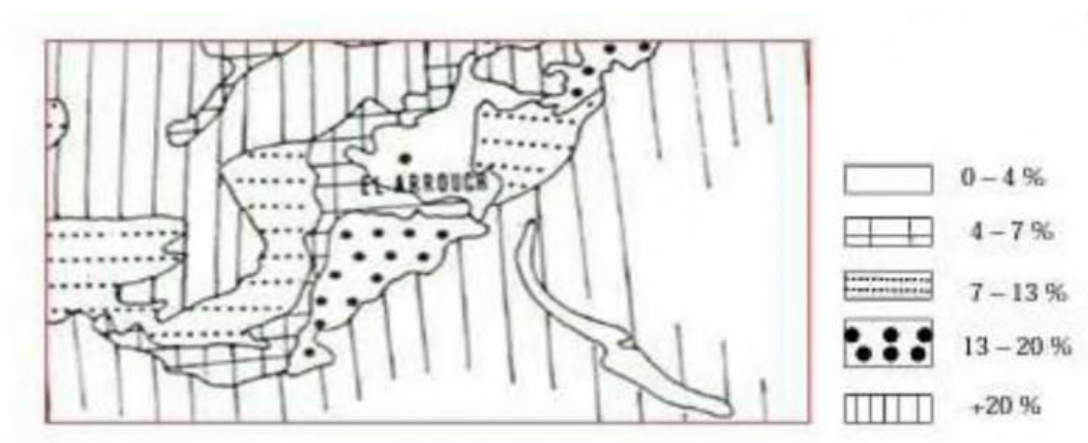 EL ARROUCH
0 – 4 %
4 – 7 %
7 – 13 %
13 – 20 %
+20 %